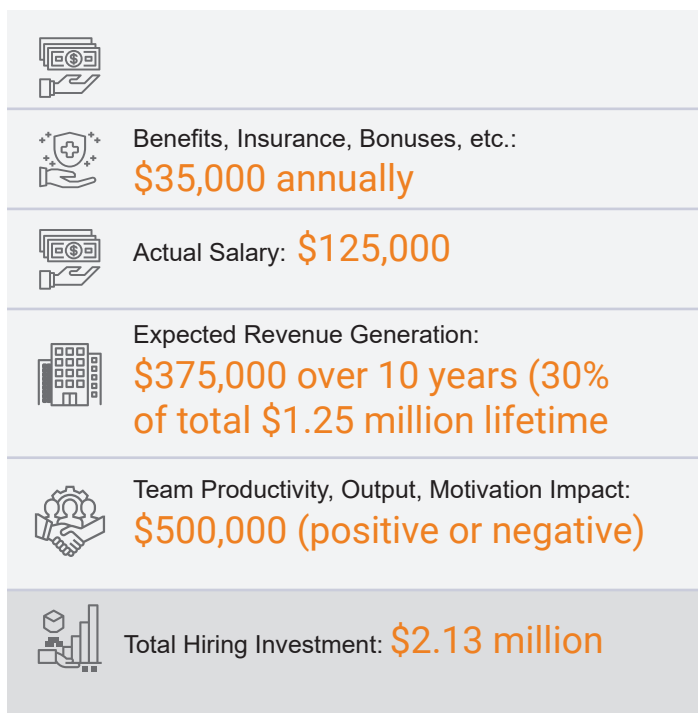 Benefits, Insurance, Bonuses, etc.:
$35,000 annually
Actual Salary: $125,000
Expected Revenue Generation:
$375,000 over 10 years (30%
of total $1.25 million lifetime
Team Productivity, Output, Motivation Impact:
$500,000 (positive or negative)
Total Hiring Investment: $2.13 million